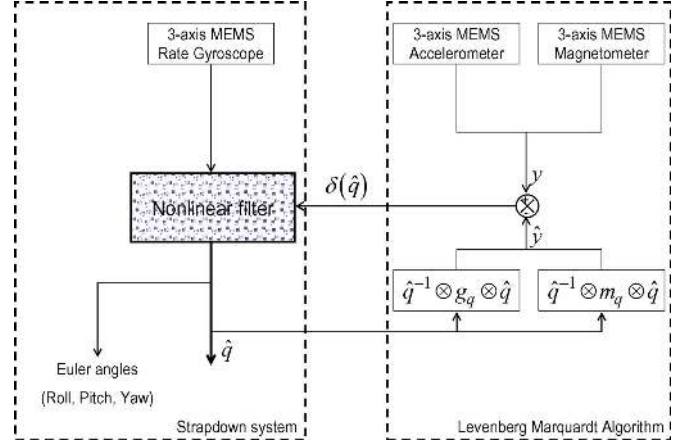 3-axis MEMS
Rate Gyroscope
3-axis MEMS
Accelerometer
3-axis MEMS
Magnetometer
y
δ(q̂)
Nonlinear filter
ŷ
q̂⁻¹ ⊗ g_q ⊗ q̂
q̂⁻¹ ⊗ m_q ⊗ q̂
q̂
Euler angles
(Roll, Pitch, Yaw)
Strapdown system
Levenberg Marquardt Algorithm